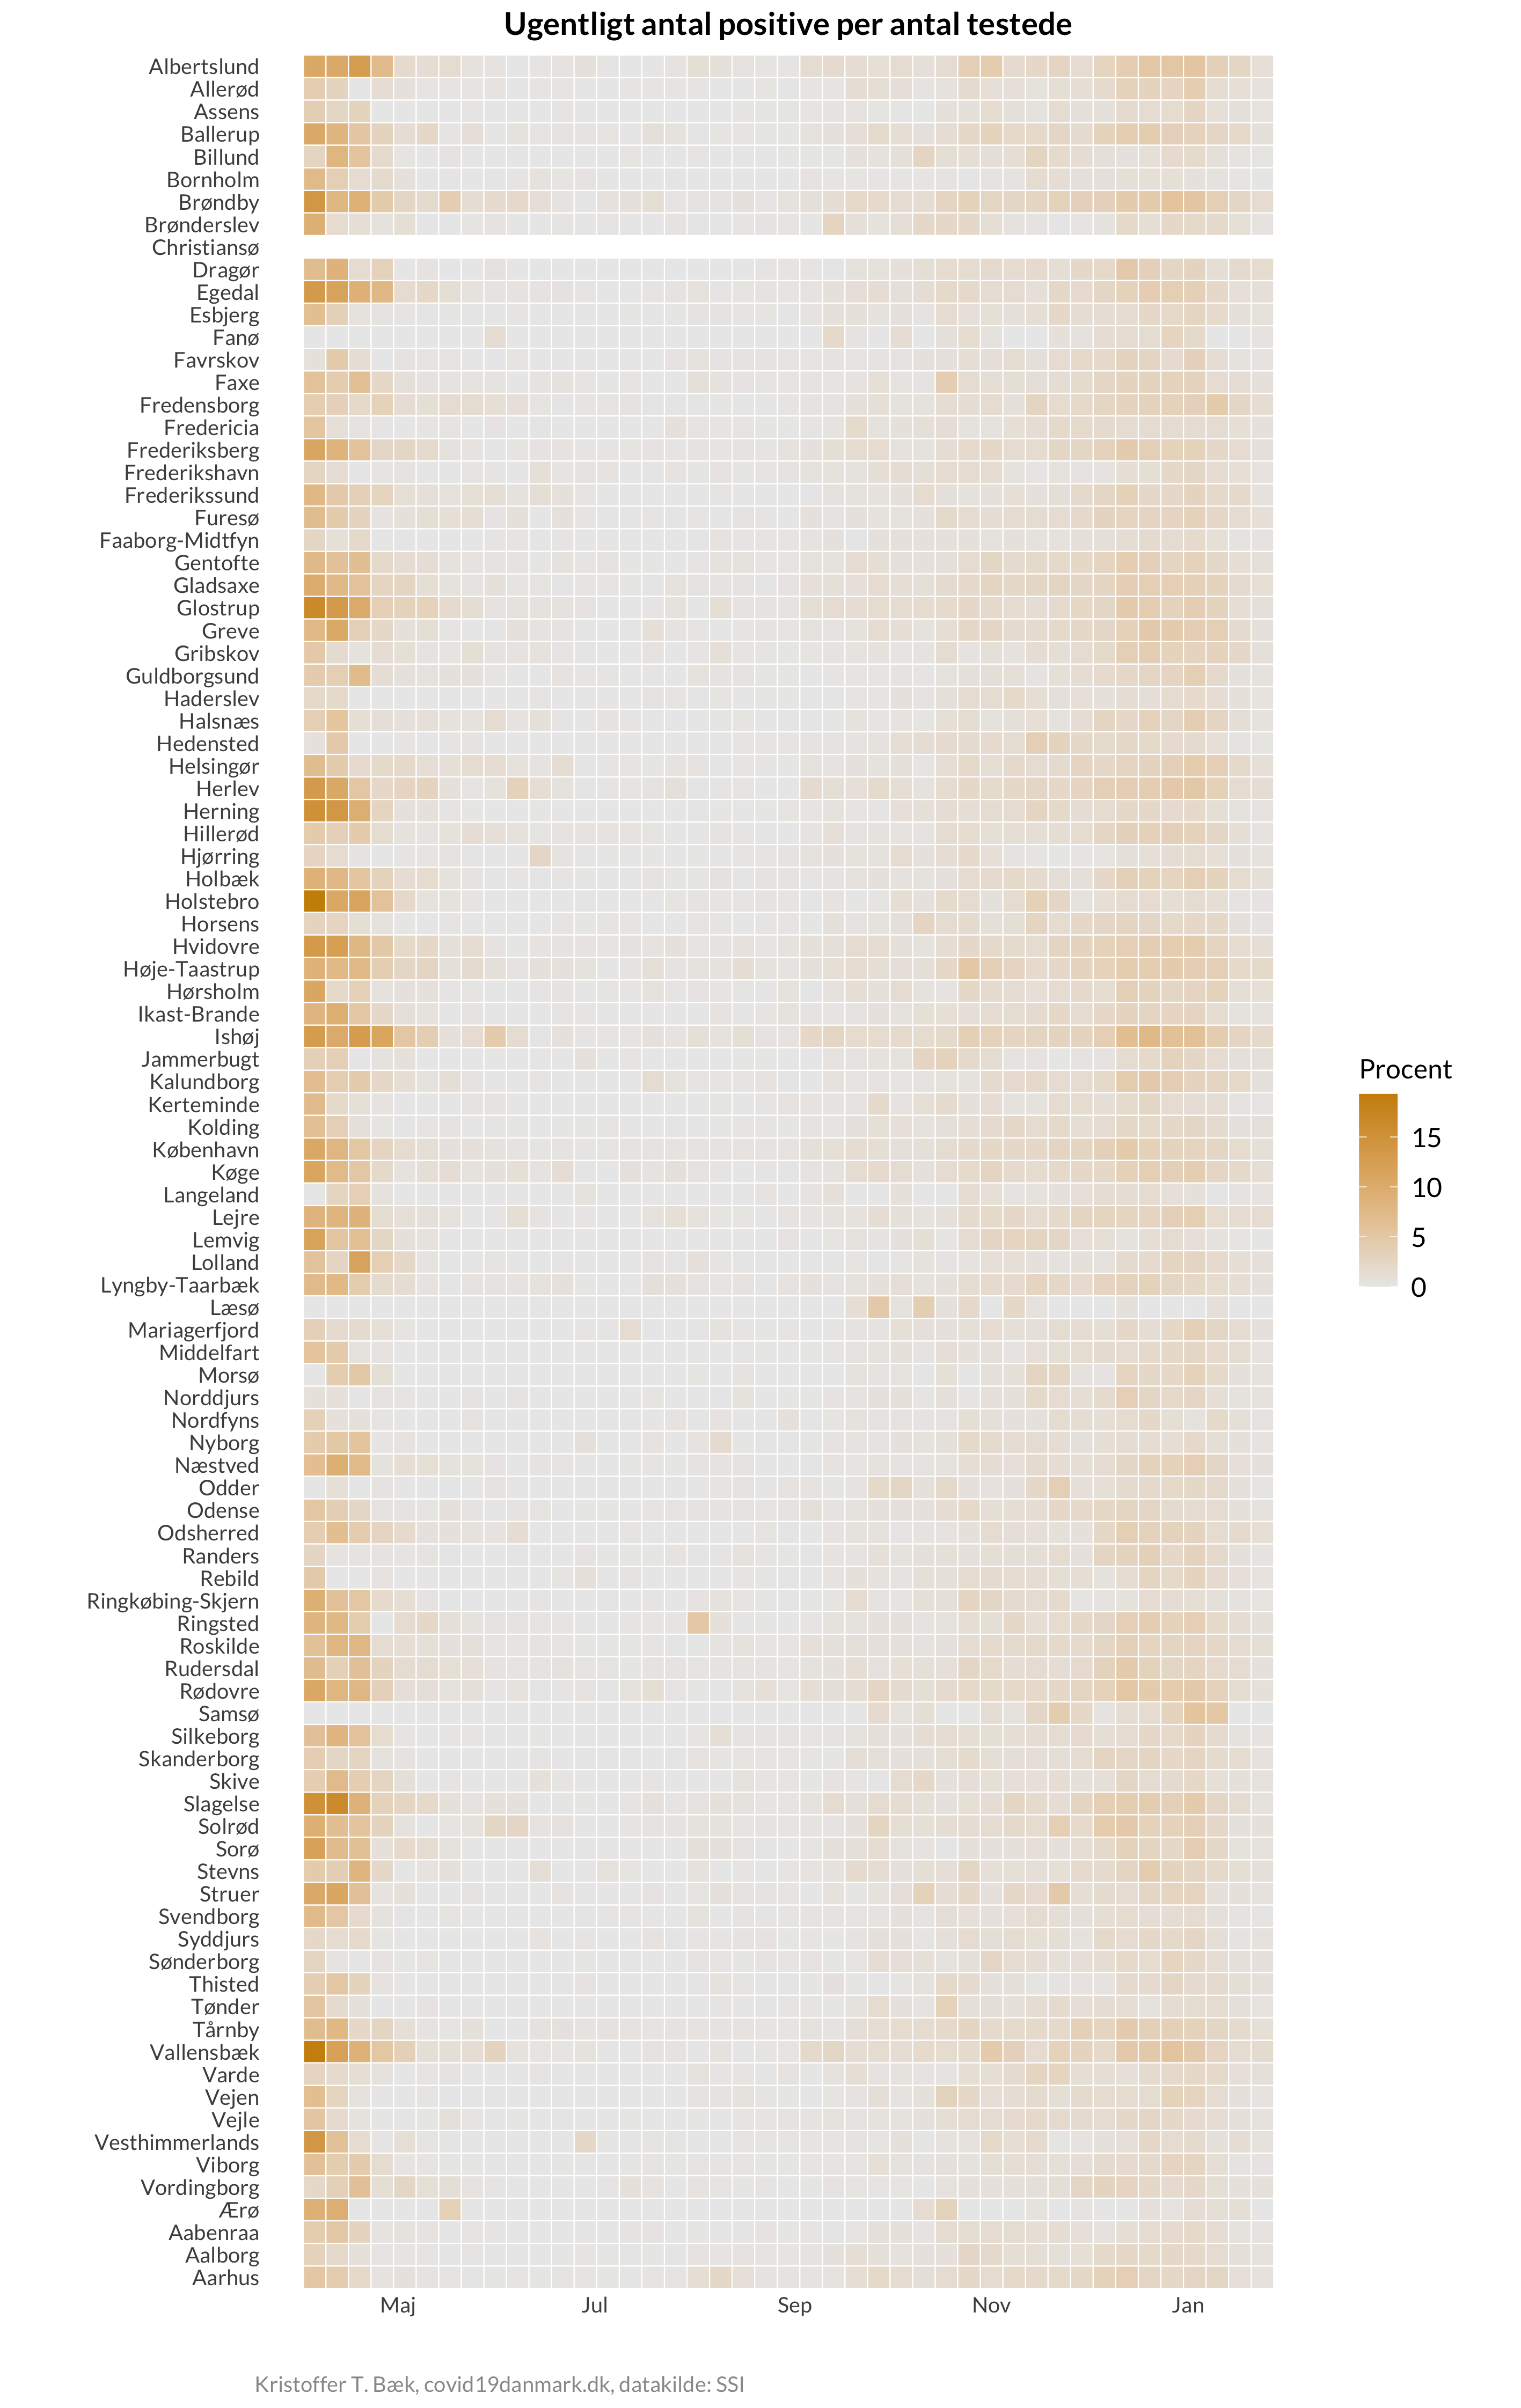 Ugentligt antal positive per antal testede
Albertslund
Allerød
Assens
Ballerup
Billund
Bornholm
Brøndby
Brønderslev
Christiansø
Dragør
Egedal
Esbjerg
Fanø
Favrskov
Faxe
Fredensborg
Fredericia
Frederiksberg
Frederikshavn
Frederikssund
Furesø
Faaborg-Midtfyn
Gentofte
Gladsaxe
Glostrup
Greve
Gribskov
Guldborgsund
Haderslev
Halsnæs
Hedensted
Helsingør
Herlev
Herning
Hillerød
Hjørring
Holbæk
Holstebro
Horsens
Hvidovre
Høje-Taastrup
Hørsholm
Ikast-Brande
Ishøj
Jammerbugt
Kalundborg
Kerteminde
Kolding
København
Køge
Langeland
Lejre
Lemvig
Lolland
Lyngby-Taarbæk
Læsø
Mariagerfjord
Middelfart
Morsø
Norddjurs
Nordfyns
Nyborg
Næstved
Odder
Odense
Odsherred
Randers
Rebild
Ringkøbing-Skjern
Ringsted
Roskilde
Rudersdal
Rødovre
Samsø
Silkeborg
Skanderborg
Skive
Slagelse
Solrød
Sorø
Stevns
Struer
Svendborg
Syddjurs
Sønderborg
Thisted
Tønder
Tårnby
Vallensbæk
Varde
Vejen
Vejle
Vesthimmerlands
Viborg
Vordingborg
Ærø
Aabenraa
Aalborg
Aarhus
Maj Jul Sep Nov Jan
Procent
15
10
5
0
Kristoffer T. Bæk, covid19danmark.dk, datakilde: SSI